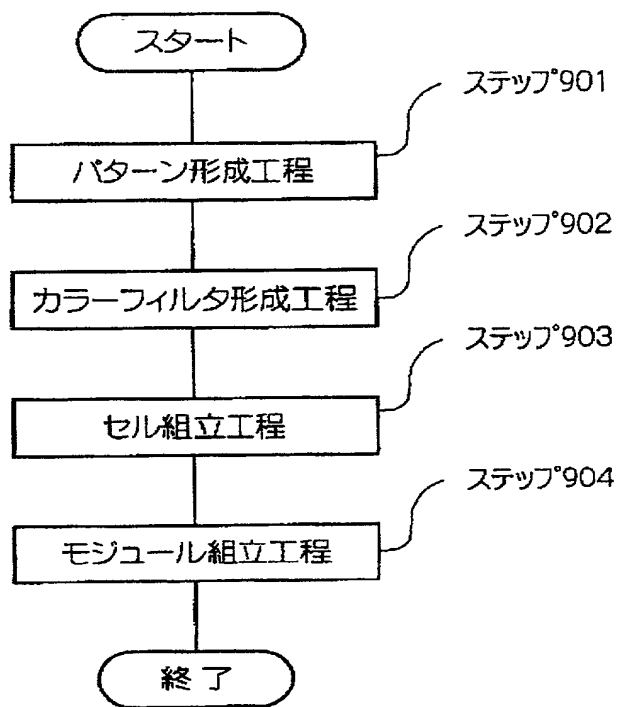 スタート
ステップ901
パターン形成工程
ステップ902
カラーフィルタ形成工程
ステップ903
セル組立工程
ステップ904
モジュール組立工程
終了